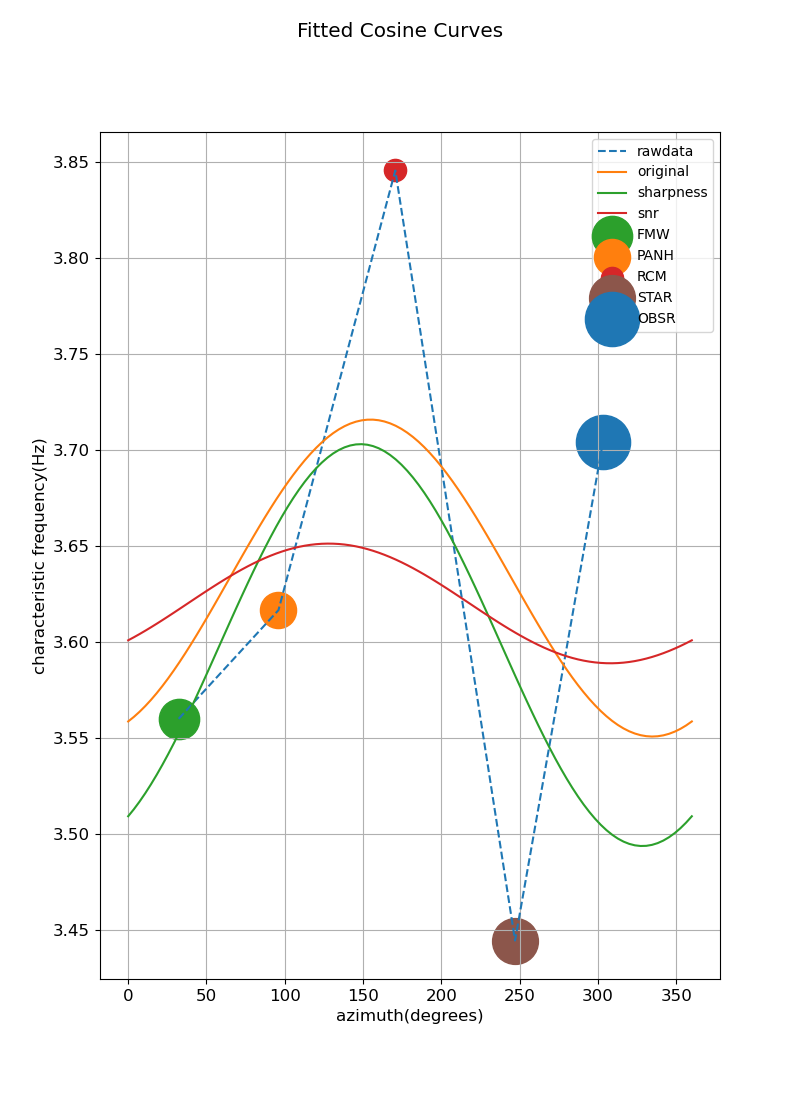 Fitted Cosine Curves
rawdata
original
sharpness
snr
FMW
PANH
RCM
STAR
OBSR
characteristic frequency(Hz)
3.85
3.80
3.75
3.70
3.65
3.60
3.55
3.50
3.45
0 50 100 150 200 250 300 350
azimuth(degrees)